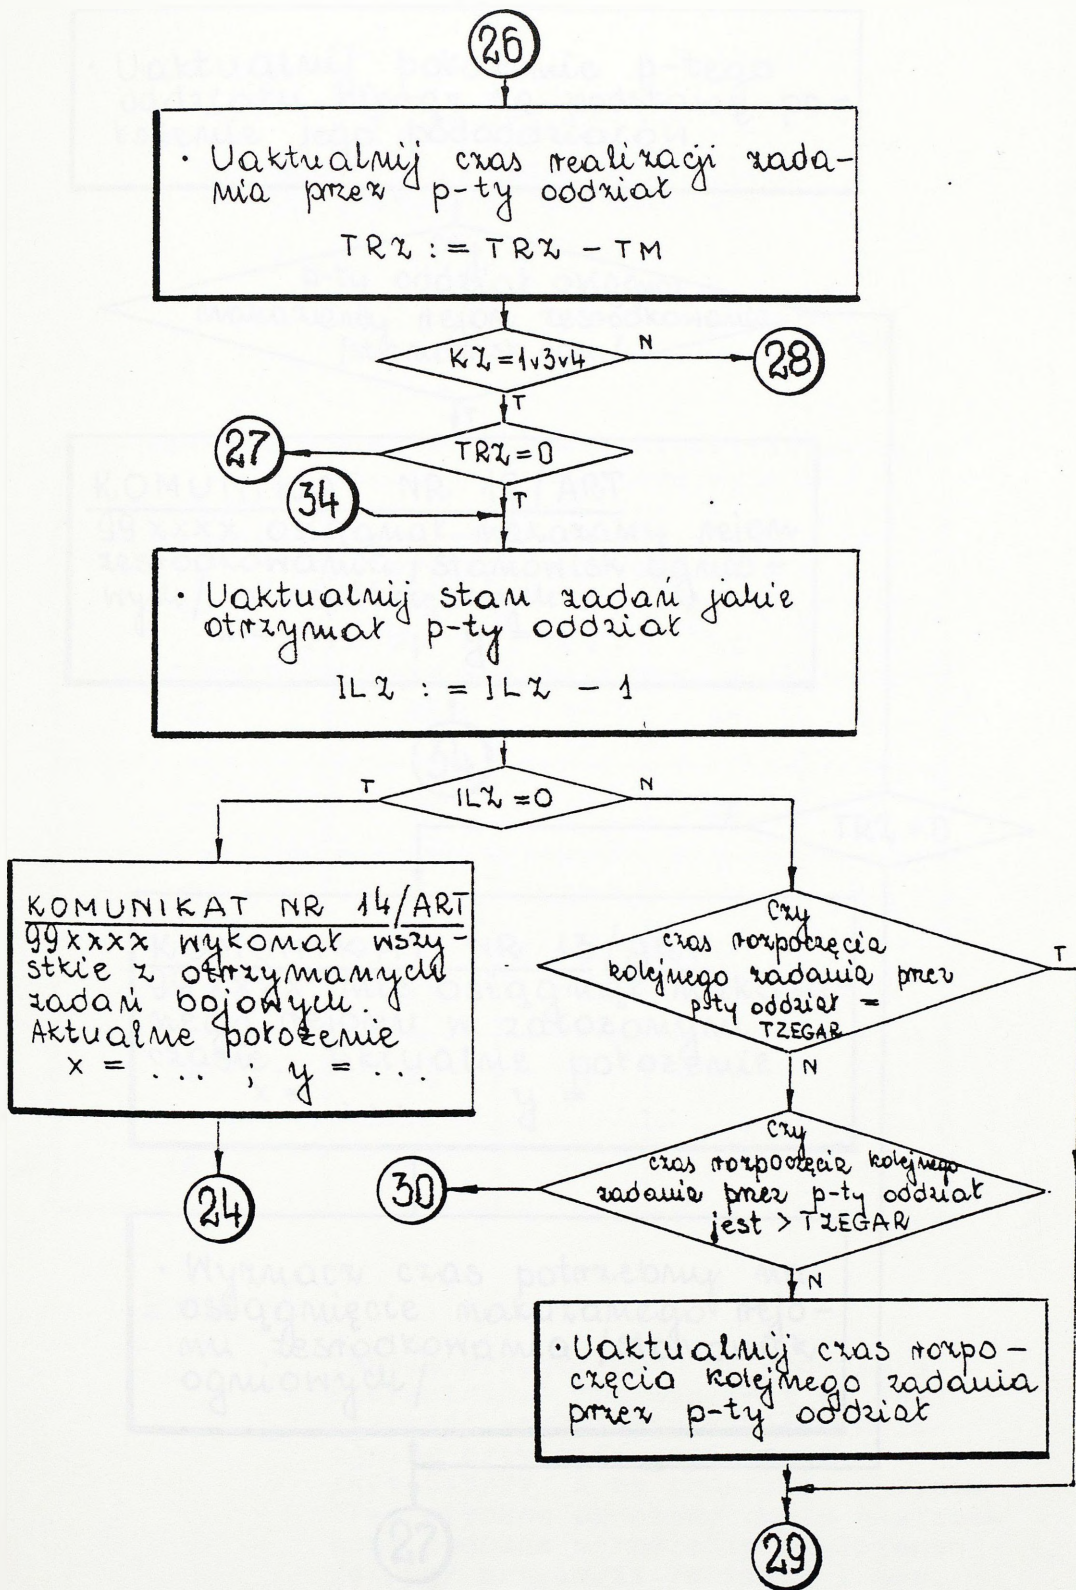 26
· Uaktualnij czas realizacji zada-
nia przez p-ty oddział
TRZ := TRZ - TM
KZ=1v3v4
N
28
T
TRZ=0
27
T
34
· Uaktualnij stan zadań jakie
otrzymał p-ty oddział
ILZ := ILZ - 1
T
ILZ=0
N
KOMUNIKAT NR 14/ART
99xxxx wykonał wszy-
stkie z otrzymanych
zadań bojowych.
Aktualne położenie
x = ... ; y = ...
24
Czy
czas rozpoczęcia
kolejnego zadania przez
p-ty oddział =
TZEGAR
T
N
Czy
czas rozpoczęcia kolejnego
zadania przez p-ty oddział
jest > TZEGAR
30
N
· Uaktualnij czas rozpo-
częcia kolejnego zadania
przez p-ty oddział
29